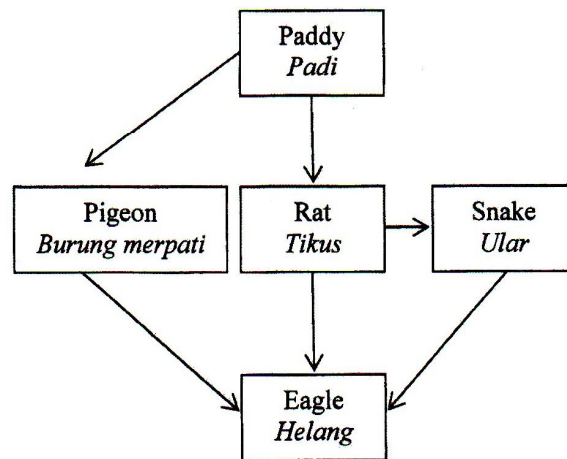 Paddy
Padi
Pigeon
Burung merpati
Rat
Tikus
Snake
Ular
Eagle
Helang